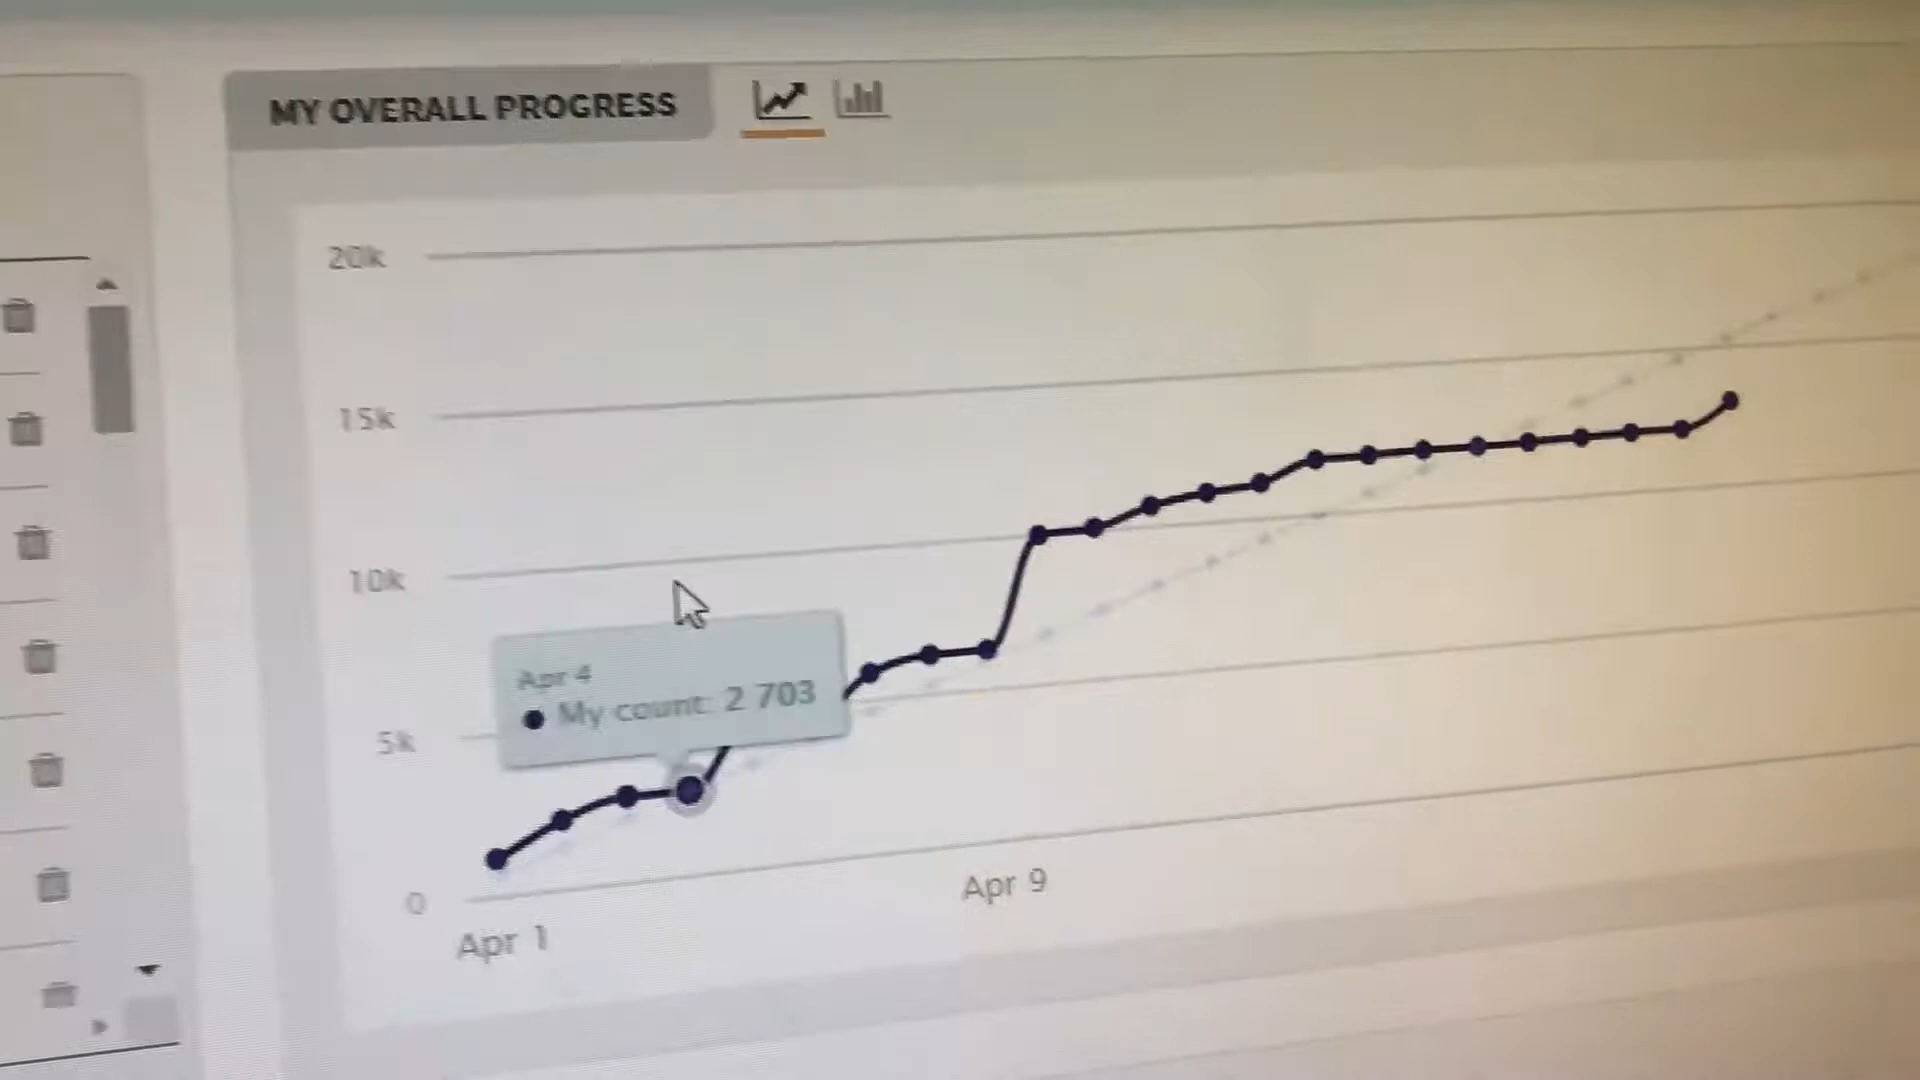 MY OVERALL PROGRESS
20k
15k
10k
Apr 4
My count: 2 703
5k
0
Apr 1
Apr 9